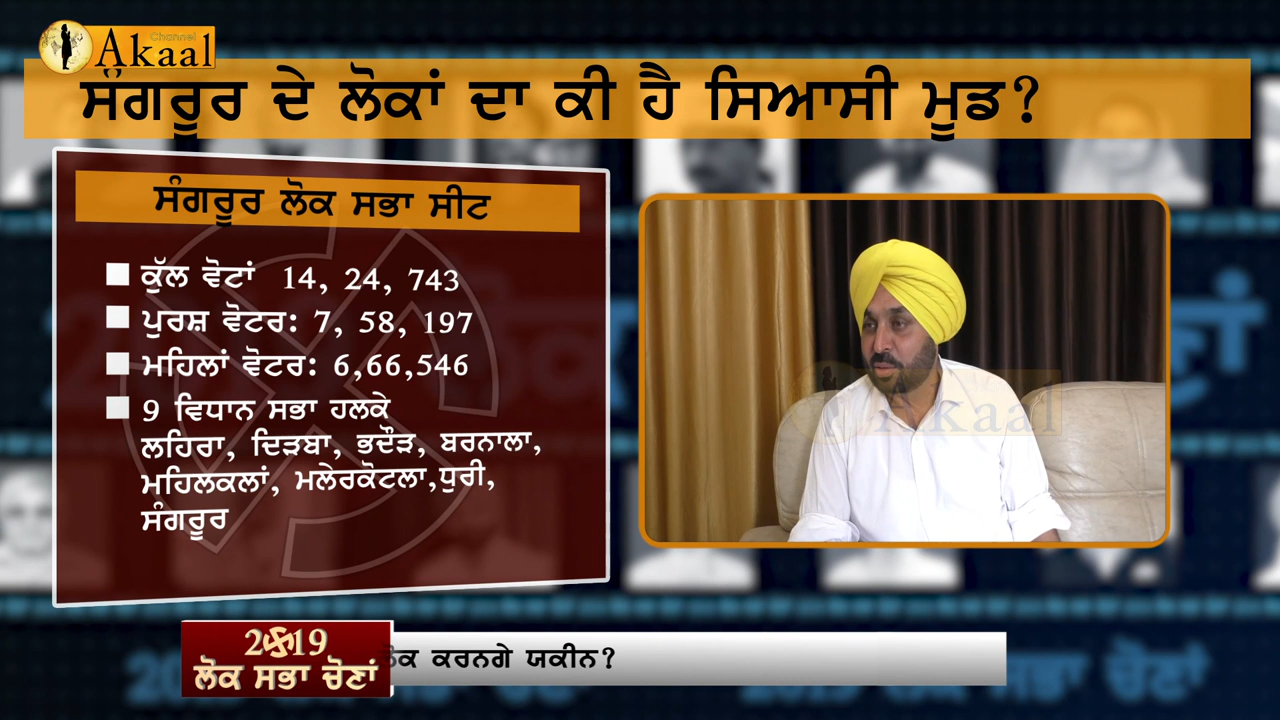 Channel
Akaal
ਸੰਗਰੂਰ ਦੇ ਲੋਕਾਂ ਦਾ ਕੀ ਹੈ ਸਿਆਸੀ ਮੂਡ?
ਸੰਗਰੂਰ ਲੋਕ ਸਭਾ ਸੀਟ
ਕੁੱਲ ਵੋਟਾਂ 14, 24, 743
ਪੁਰਸ਼ ਵੋਟਰ: 7, 58, 197
ਮਹਿਲਾਂ ਵੋਟਰ: 6,66,546
9 ਵਿਧਾਨ ਸਭਾ ਹਲਕੇ
ਲਹਿਰਾ, ਦਿੜਬਾ, ਭਦੌੜ, ਬਰਨਾਲਾ,
ਮਹਿਲਕਲਾਂ, ਮਲੇਰਕੋਟਲਾ,ਧੁਰੀ,
ਸੰਗਰੂਰ
Akaal
2019
ਲੋਕ ਸਭਾ ਚੋਣਾਂ
ਕਰਨਗੇ ਯਕੀਨ?